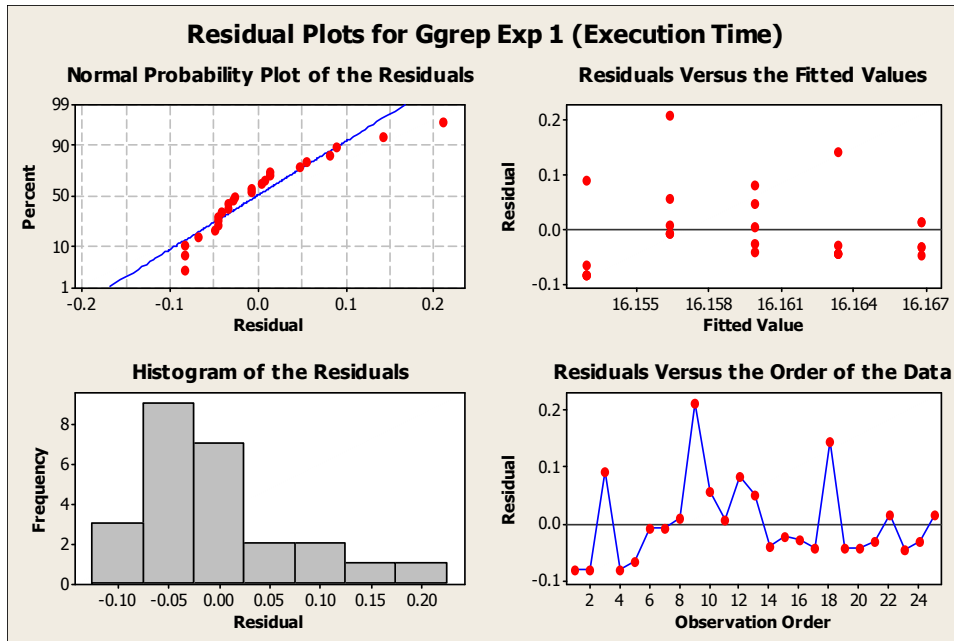 Residual Plots for Ggrep Exp 1 (Execution Time)
Normal Probability Plot of the Residuals
99
90
50
10
1
Percent
-0.2 -0.1 0.0 0.1 0.2
Residual
Residuals Versus the Fitted Values
0.2
0.1
0.0
-0.1
Residual
16.155 16.158 16.161 16.164 16.167
Fitted Value
Histogram of the Residuals
8
6
4
2
0
Frequency
-0.10 -0.05 0.00 0.05 0.10 0.15 0.20
Residual
Residuals Versus the Order of the Data
0.2
0.1
0.0
-0.1
Residual
2 4 6 8 10 12 14 16 18 20 22 24
Observation Order